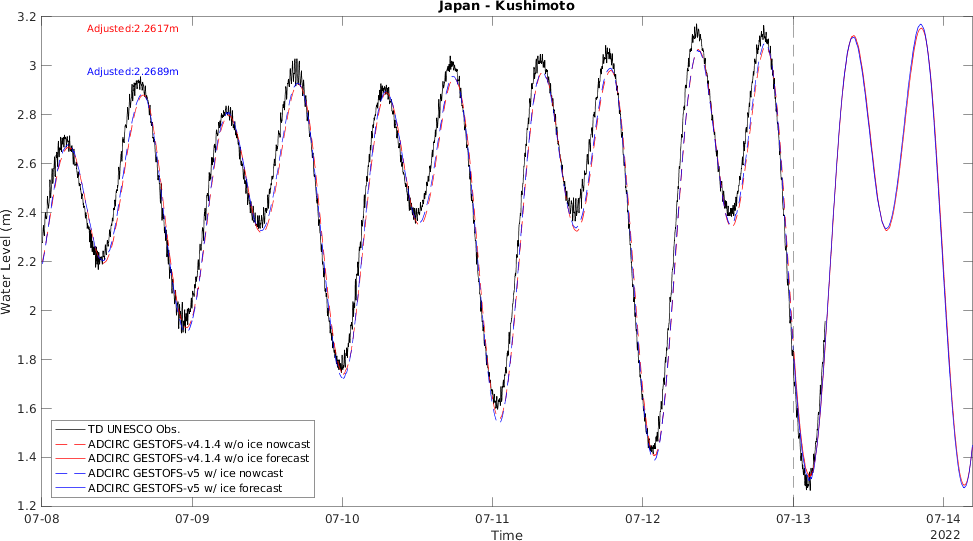 Japan - Kushimoto
Adjusted:2.2617m
Adjusted:2.2689m
3.2
3
2.8
2.6
2.4
2.2
2
1.8
1.6
1.4
1.2
Water Level (m)
TD UNESCO Obs.
ADCIRC GESTOFS-v4.1.4 w/o ice nowcast
ADCIRC GESTOFS-v4.1.4 w/o ice forecast
ADCIRC GESTOFS-v5 w/ ice nowcast
ADCIRC GESTOFS-v5 w/ ice forecast
07-08 07-09 07-10 07-11 07-12 07-13 07-14
Time
2022